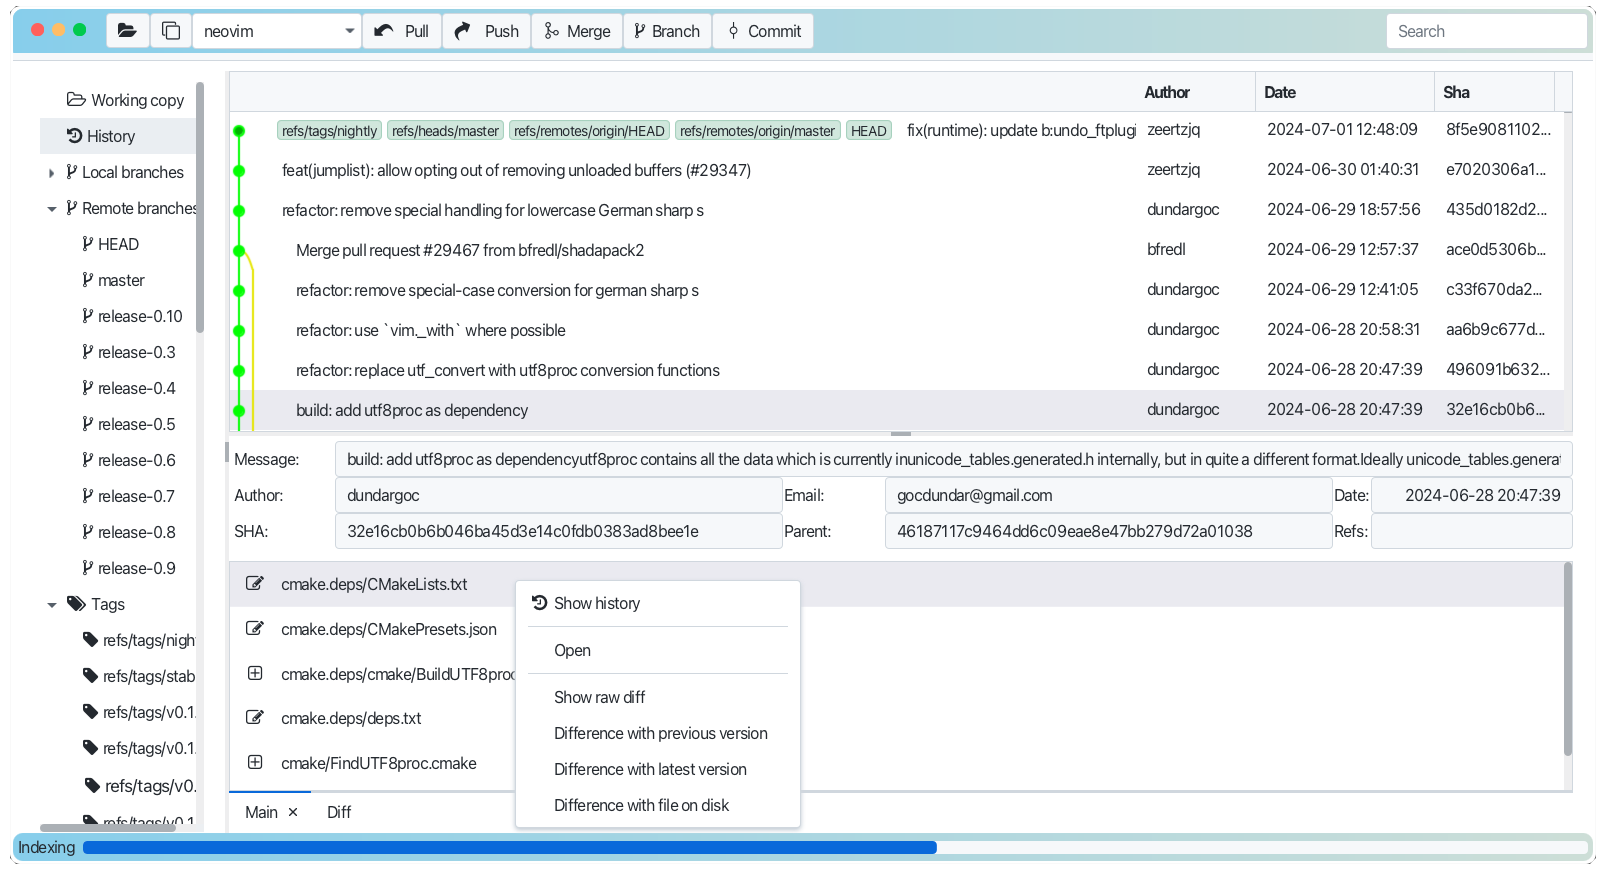 neovim Pull Push Merge Branch Commit Search
Working copy
History
Local branches
Remote branches
HEAD
master
release-0.10
release-0.3
release-0.4
release-0.5
release-0.6
release-0.7
release-0.8
release-0.9
Tags
refs/tags/nigh
refs/tags/stab
refs/tags/v0.1.
refs/tags/v0.1.
refs/tags/v0.
refs/tags/v0.1
Author Date Sha
refs/tags/nightly refs/heads/master refs/remotes/origin/HEAD refs/remotes/origin/master HEAD fix(runtime): update b:undo_ftplugi zeertzjq 2024-07-01 12:48:09 8f5e9081102...
feat(jumplist): allow opting out of removing unloaded buffers (#29347) zeertzjq 2024-06-30 01:40:31 e7020306a1...
refactor: remove special handling for lowercase German sharp s dundargoc 2024-06-29 18:57:56 435d0182d2...
Merge pull request #29467 from bfredl/shadapack2 bfredl 2024-06-29 12:57:37 ace0d5306b...
refactor: remove special-case conversion for german sharp s dundargoc 2024-06-29 12:41:05 c33f670da2...
refactor: use `vim._with` where possible dundargoc 2024-06-28 20:58:31 aa6b9c677d...
refactor: replace utf_convert with utf8proc conversion functions dundargoc 2024-06-28 20:47:39 496091b632...
build: add utf8proc as dependency dundargoc 2024-06-28 20:47:39 32e16cb0b6...
Message: build: add utf8proc as dependencyutf8proc contains all the data which is currently inunicode_tables.generated.h internally, but in quite a different format.Ideally unicode_tables.generat
Author: dundargoc Email: gocdundar@gmail.com Date: 2024-06-28 20:47:39
SHA: 32e16cb0b6b046ba45d3e14c0fdb0383ad8bee1e Parent: 46187117c9464dd6c09eae8e47bb279d72a01038 Refs:
cmake.deps/CMakeLists.txt
cmake.deps/CMakePresets.json
cmake.deps/cmake/BuildUTF8proc
cmake.deps/deps.txt
cmake/FindUTF8proc.cmake
Show history
Open
Show raw diff
Difference with previous version
Difference with latest version
Difference with file on disk
Main × Diff
Indexing